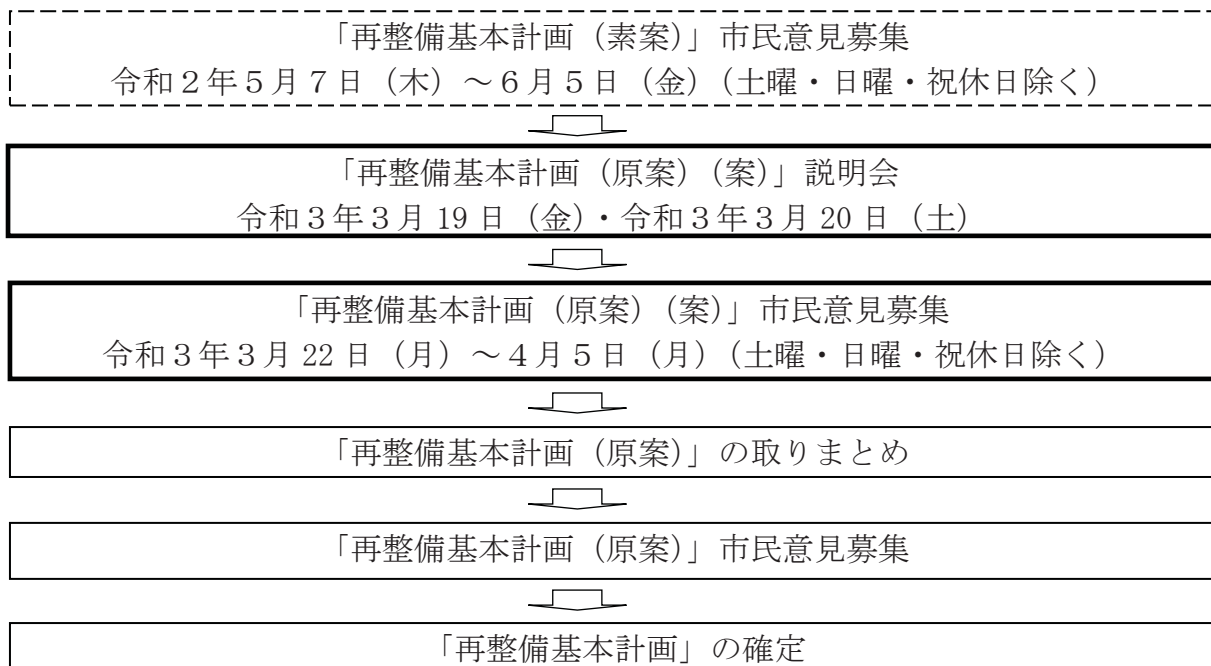 「再整備基本計画（素案）」市民意見募集
令和２年５月７日（木）～６月５日（金）（土曜・日曜・祝休日除く）
「再整備基本計画（原案）（案）」説明会
令和３年３月 19 日（金）・令和３年３月 20 日（土）
「再整備基本計画（原案）（案）」市民意見募集
令和３年３月 22 日（月）～４月５日（月）（土曜・日曜・祝休日除く）
「再整備基本計画（原案）」の取りまとめ
「再整備基本計画（原案）」市民意見募集
「再整備基本計画」の確定